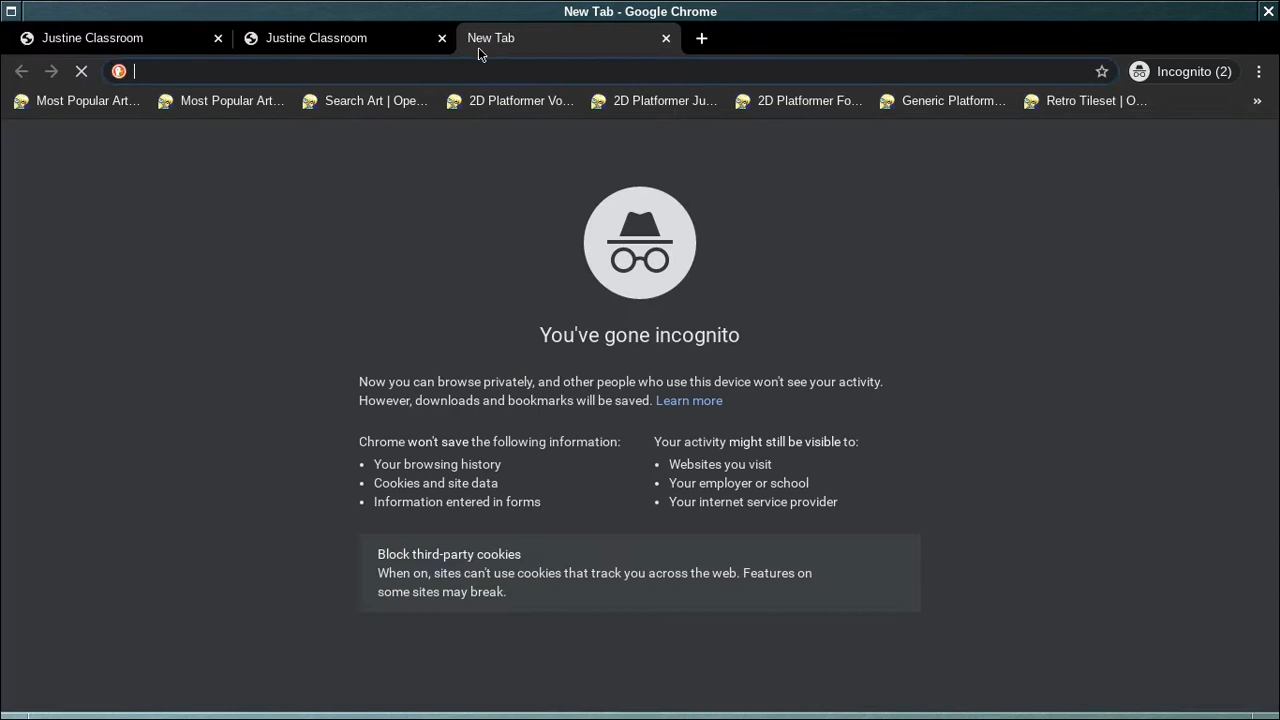 New Tab - Google Chrome
Justine Classroom
Justine Classroom
New Tab
Incognito (2)
Most Popular Art...
Most Popular Art...
Search Art | Ope...
2D Platformer Vo...
2D Platformer Ju...
2D Platformer Fo...
Generic Platform...
Retro Tileset | O...
You've gone incognito
Now you can browse privately, and other people who use this device won't see your activity.
However, downloads and bookmarks will be saved. Learn more
Chrome won't save the following information:
• Your browsing history
• Cookies and site data
• Information entered in forms
Your activity might still be visible to:
• Websites you visit
• Your employer or school
• Your internet service provider
Block third-party cookies
When on, sites can't use cookies that track you across the web. Features on
some sites may break.